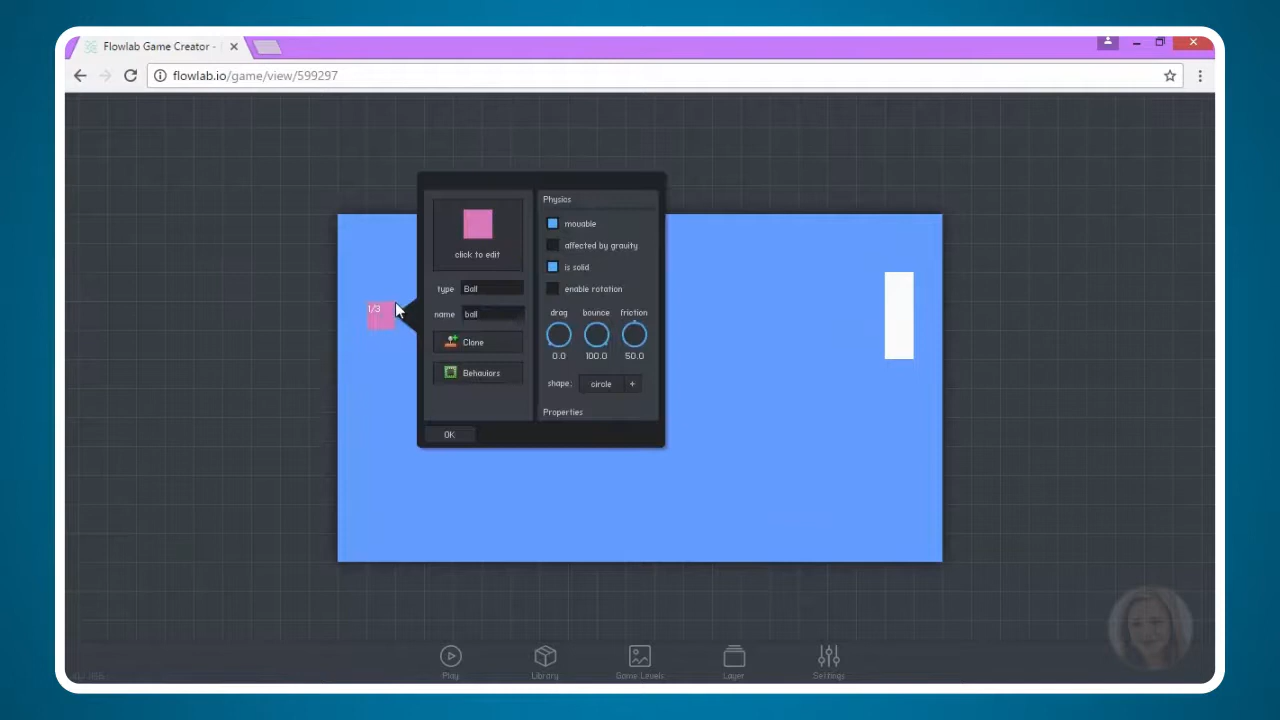 Flowlab Game Creator -
flowlab.io/game/view/599297
Physics
movable
click to edit
affected by gravity
is solid
type Ball
enable rotation
1/3
name ball
drag bounce friction
Clone
0.0 100.0 50.0
Behaviors
shape: circle +
Properties
OK
Play Library Game Levels Layer Settings